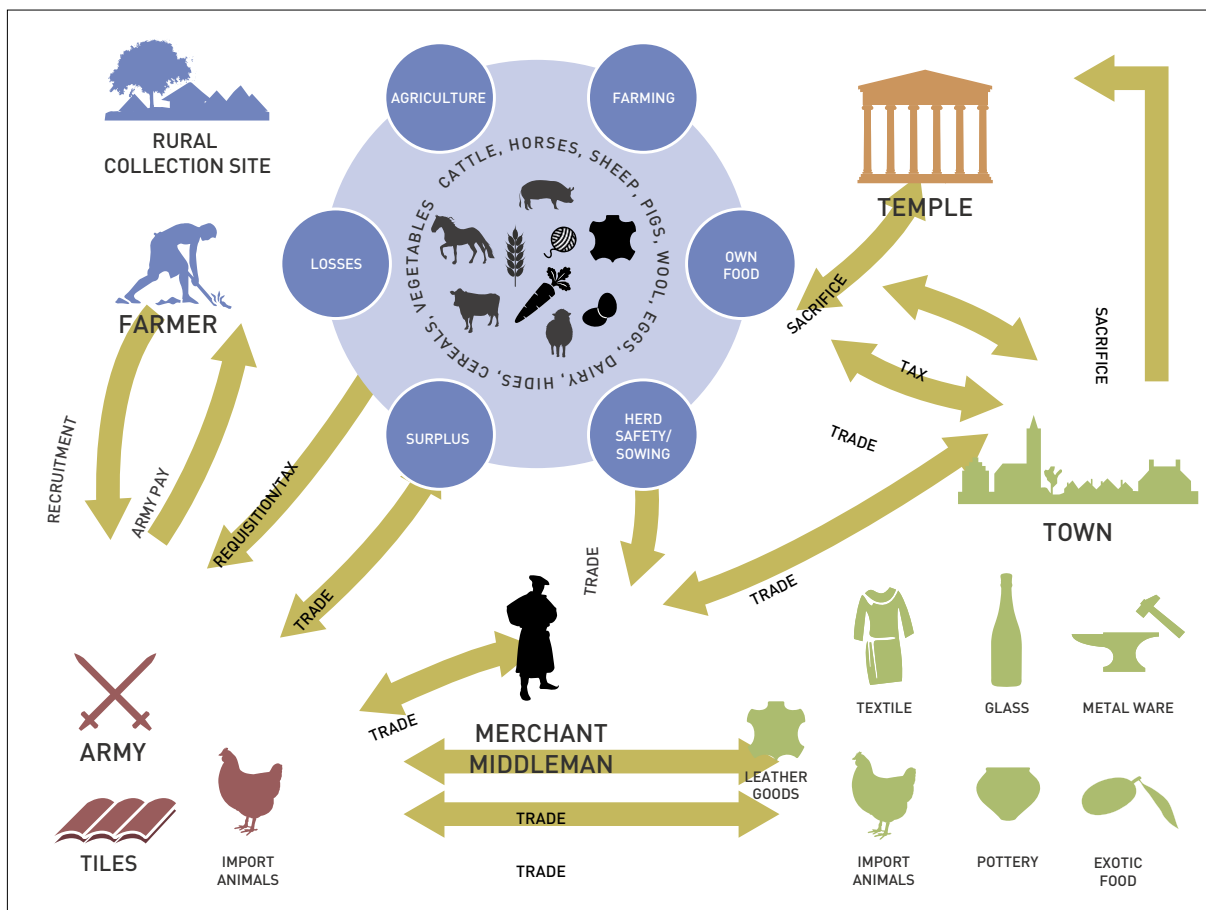 AGRICULTURE
FARMING
RURAL
COLLECTION SITE
TEMPLE
CATTLE, HORSES, SHEEP, PIGS, WOOL, EGGS, DAIRY, HIDES, CEREALS, VEGETABLES
LOSSES
OWN
FOOD
FARMER
SACRIFICE
SACRIFICE
TAX
SURPLUS
HERD
SAFETY/
SOWING
TRADE
RECRUITMENT
ARMY PAY
REQUISITION/TAX
TOWN
TRADE
TRADE
TRADE
TRADE
TEXTILE
GLASS
METAL WARE
ARMY
MERCHANT
MIDDLEMAN
LEATHER
GOODS
TRADE
TILES
IMPORT
ANIMALS
TRADE
IMPORT
ANIMALS
POTTERY
EXOTIC
FOOD